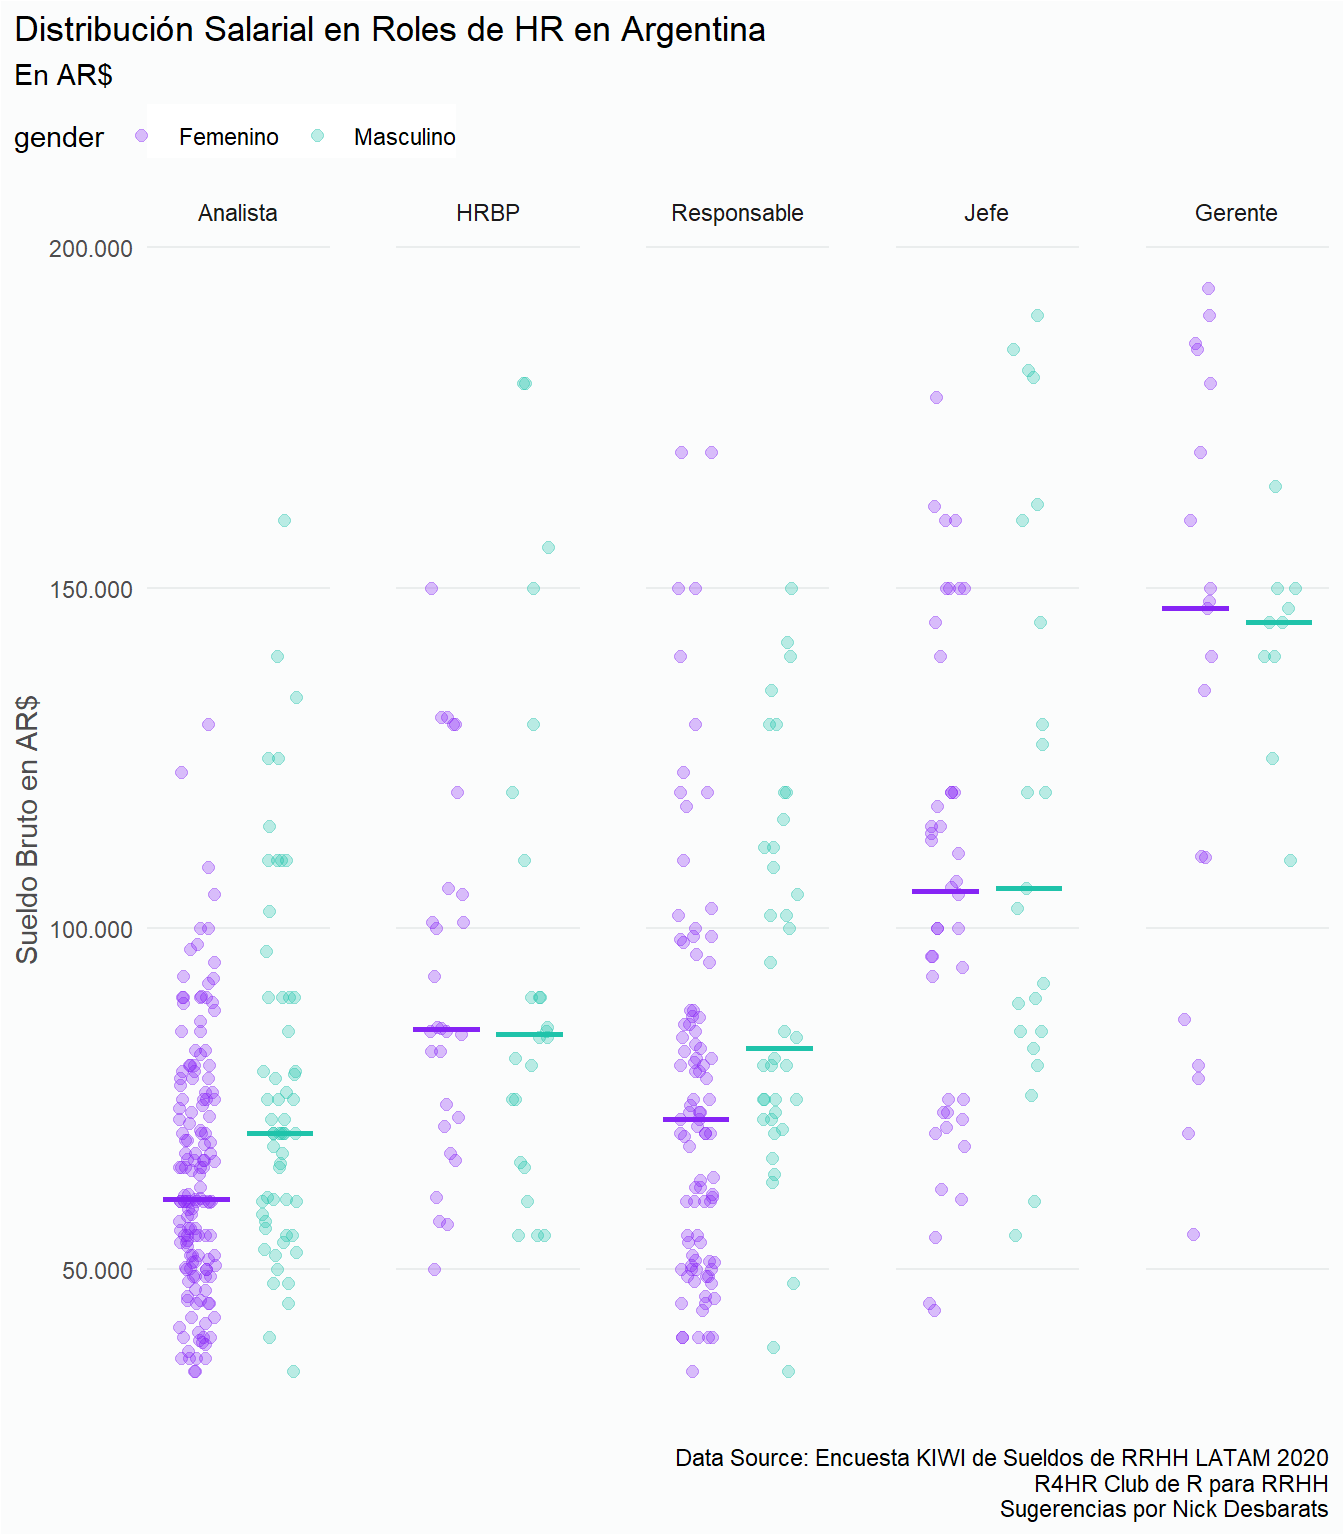 Distribución Salarial en Roles de HR en Argentina
En AR$
gender Femenino Masculino
Analista HRBP Responsable Jefe Gerente
200.000
150.000
100.000
50.000
Sueldo Bruto en AR$
Data Source: Encuesta KIWI de Sueldos de RRHH LATAM 2020
R4HR Club de R para RRHH
Sugerencias por Nick Desbarats